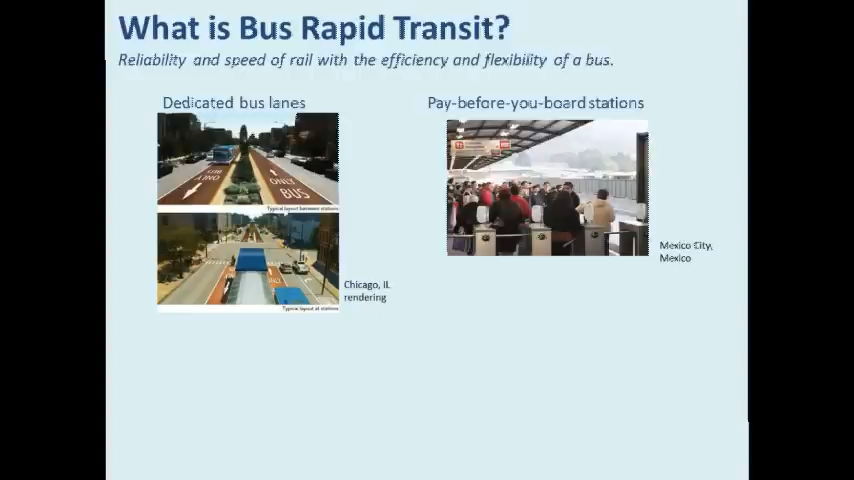 What is Bus Rapid Transit?
Reliability and speed of rail with the efficiency and flexibility of a bus.
Dedicated bus lanes
Pay-before-you-board stations
ONLY
BUS
Typical layout between stations
Mexico City,
Mexico
Chicago, IL
rendering
Typical layout at stations